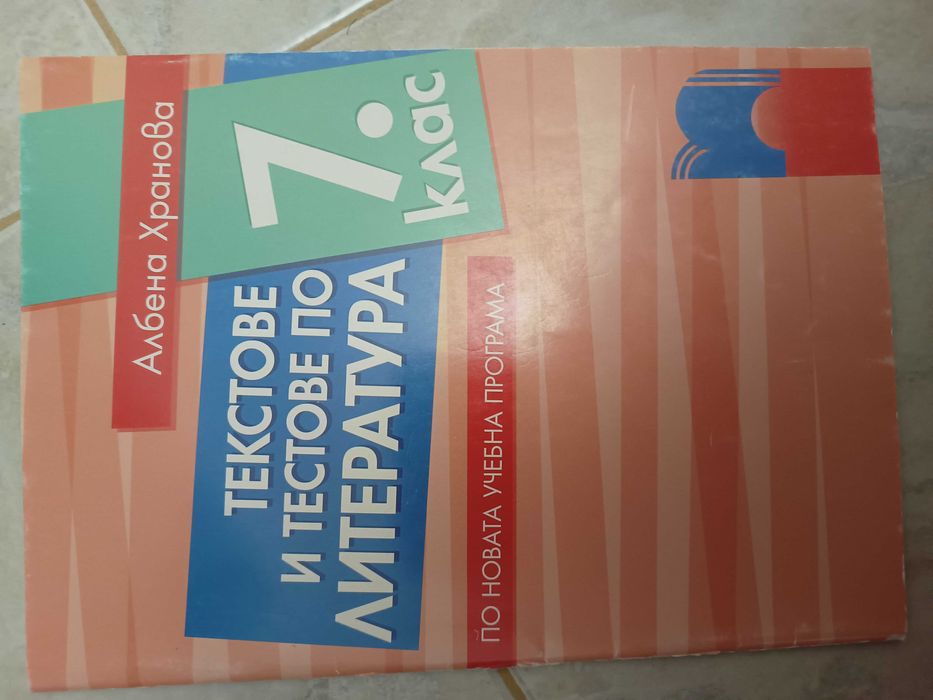 Албена Хранова
7.
клас
ТЕКСТОВЕ
И ТЕСТОВЕ ПО
ЛИТЕРАТУРА
ПО НОВАТА УЧЕБНА ПРОГРАМА